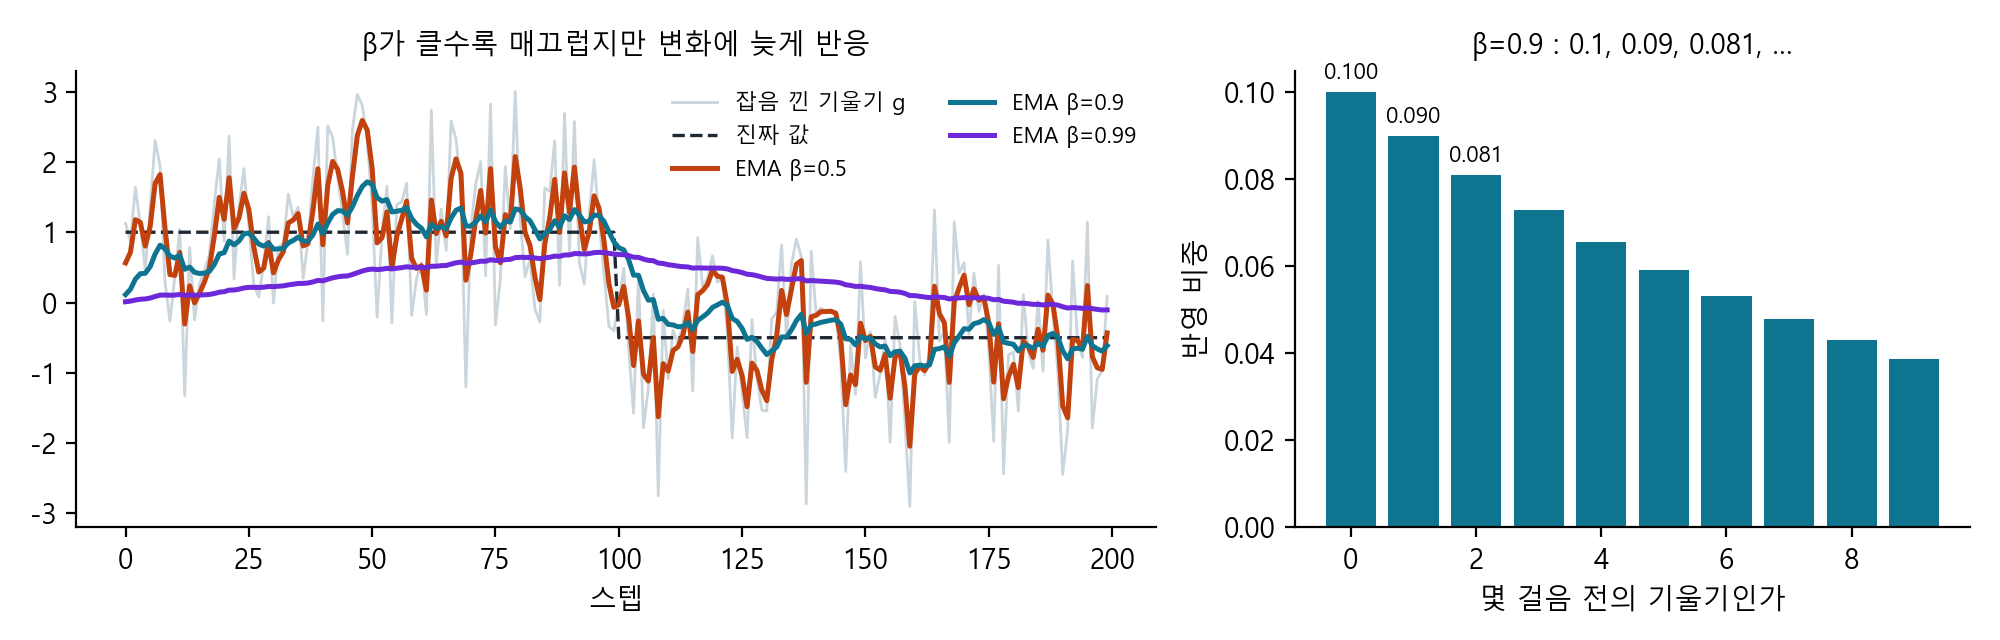 β가 클수록 매끄럽지만 변화에 늦게 반응
잡음 낀 기울기 g
진짜 값
EMA β=0.5
EMA β=0.9
EMA β=0.99
3
2
1
0
-1
-2
-3
0 25 50 75 100 125 150 175 200
스텝
β=0.9 : 0.1, 0.09, 0.081, ...
0.100
0.090
0.081
0.10
0.08
0.06
0.04
0.02
0.00
반영 비중
0 2 4 6 8
몇 걸음 전의 기울기인가